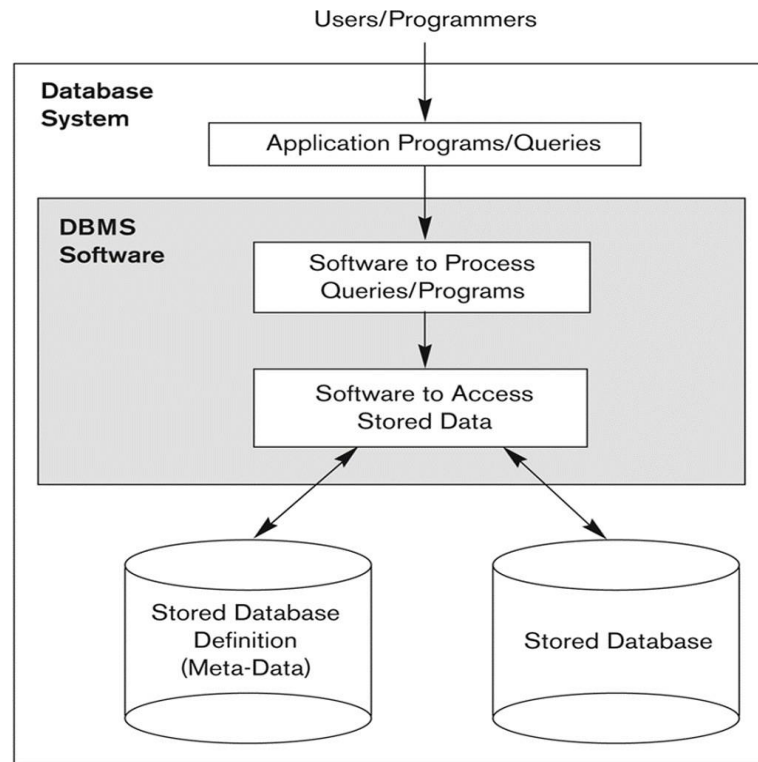 Users/Programmers
Database
System
Application Programs/Queries
DBMS
Software
Software to Process
Queries/Programs
Software to Access
Stored Data
Stored Database
Definition
(Meta-Data)
Stored Database